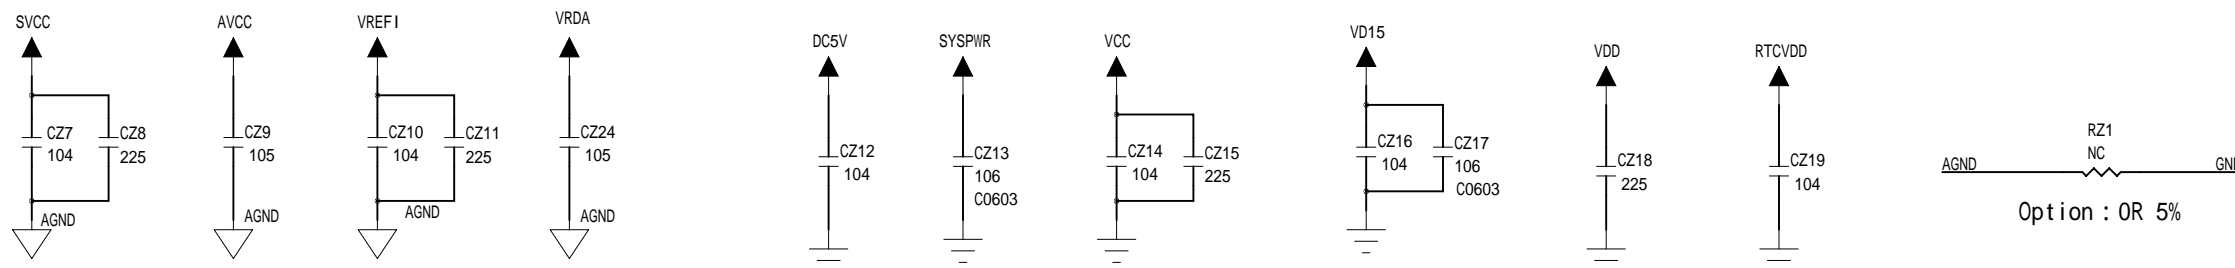 SVCC
CZ7
104
CZ8
225
AGND
AVCC
CZ9
105
AGND
VREFI
CZ10
104
CZ11
225
AGND
VRDA
CZ24
105
AGND
DC5V
CZ12
104
SYSPWR
CZ13
106
C0603
VCC
CZ14
104
CZ15
225
VD15
CZ16
104
CZ17
106
C0603
VDD
CZ18
225
RTCVDD
CZ19
104
RZ1
NC
AGND
GND
Option : 0R 5%